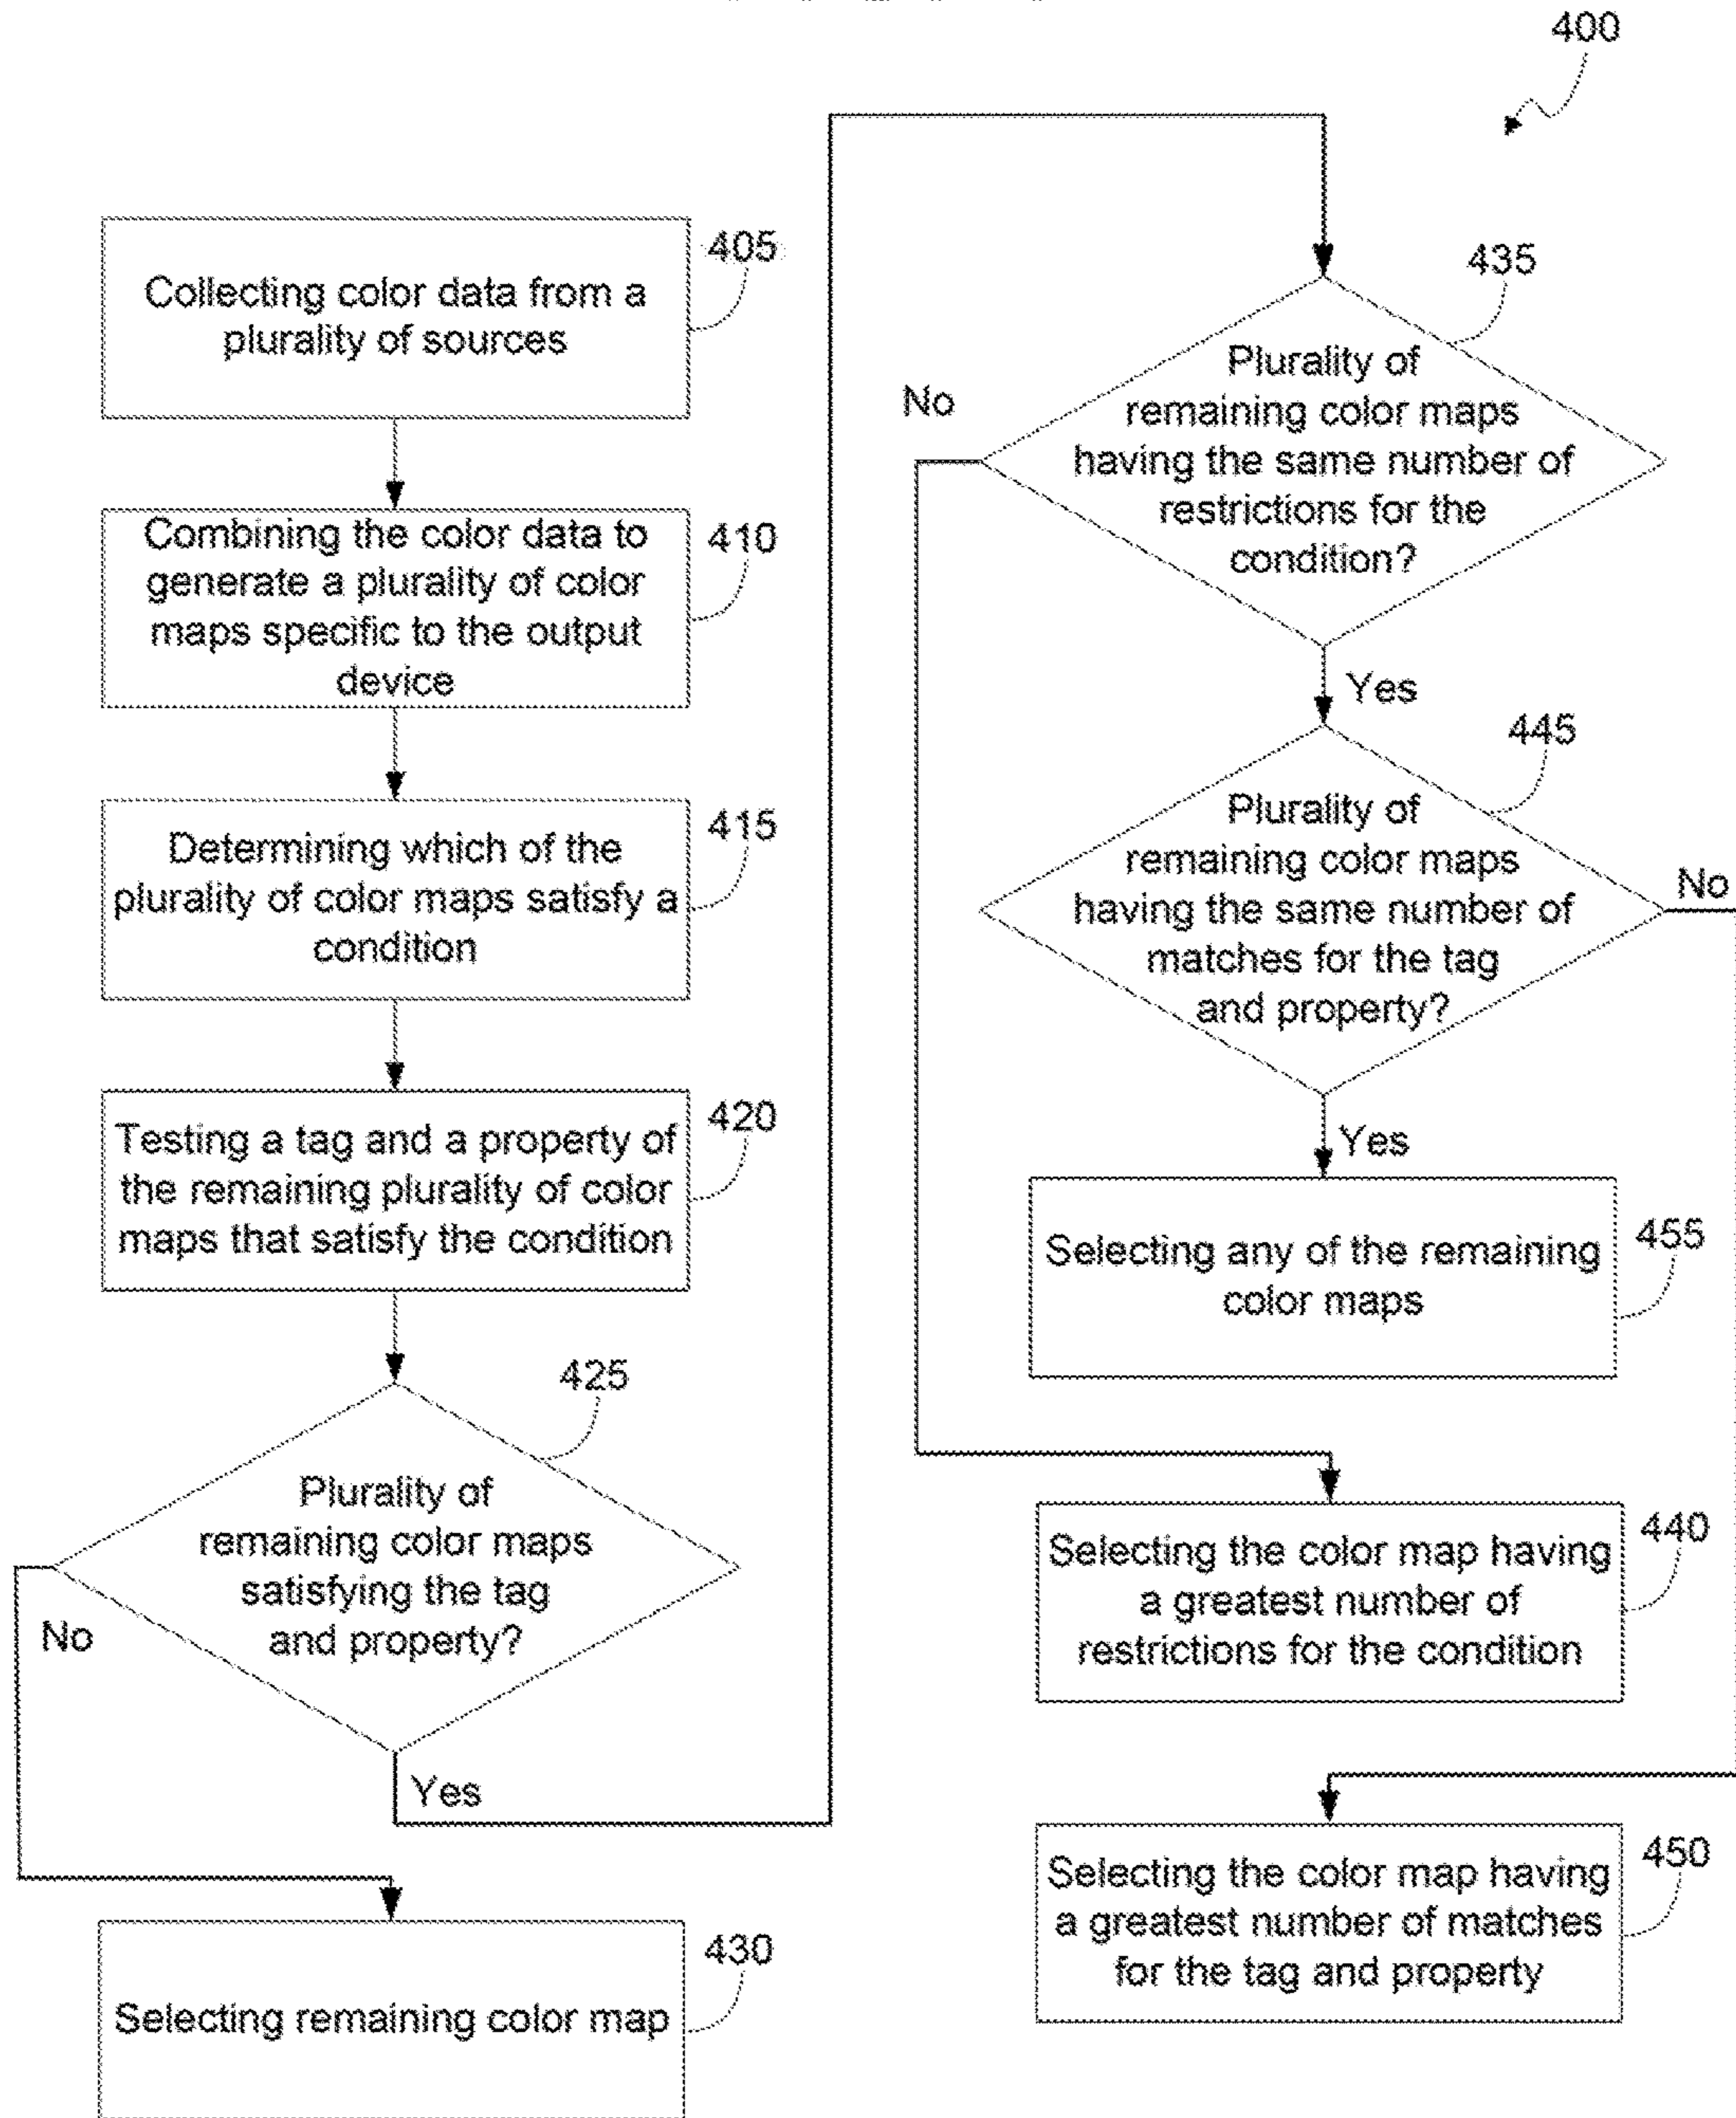 400
405
Collecting color data from a
plurality of sources
410
Combining the color data to
generate a plurality of color
maps specific to the output
device
415
Determining which of the
plurality of color maps satisfy a
condition
420
Testing a tag and a property of
the remaining plurality of color
maps that satisfy the condition
425
Plurality of
remaining color maps
satisfying the tag
and property?
No
Yes
430
Selecting remaining color map
435
Plurality of
remaining color maps
having the same number of
restrictions for the
condition?
No
Yes
445
Plurality of
remaining color maps
having the same number of
matches for the tag
and property?
No
Yes
455
Selecting any of the remaining
color maps
440
Selecting the color map having
a greatest number of
restrictions for the condition
450
Selecting the color map having
a greatest number of matches
for the tag and property